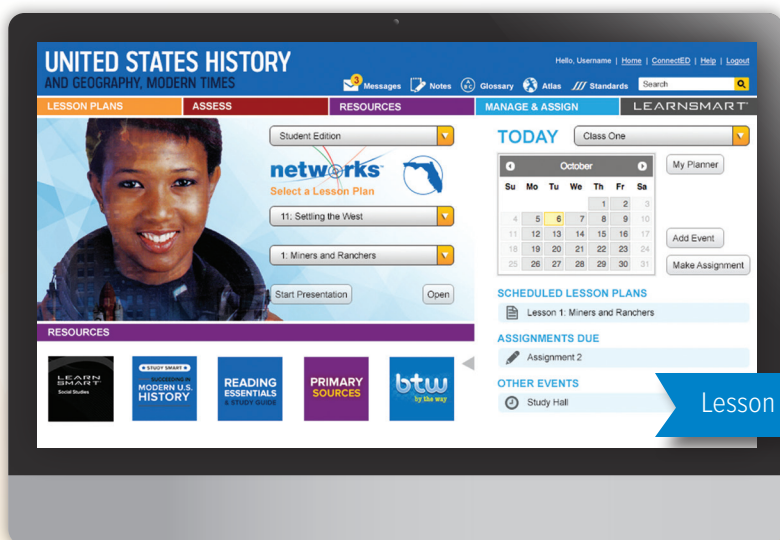 UNITED STATES HISTORY
AND GEOGRAPHY, MODERN TIMES
Hello, Username | Home | ConnectED | Help | Logout
3
Messages Notes Glossary Atlas Standards Search
LESSON PLANS ASSESS RESOURCES MANAGE & ASSIGN LEARNSMART
Student Edition
networks
Select a Lesson Plan
11: Settling the West
1: Miners and Ranchers
Start Presentation Open
TODAY Class One
October
Su Mo Tu We Th Fr Sa
1 2 3
4 5 6 7 8 9 10
11 12 13 14 15 16 17
18 19 20 21 22 23 24
25 26 27 28 29 30 31
My Planner
Add Event
Make Assignment
SCHEDULED LESSON PLANS
Lesson 1: Miners and Ranchers
ASSIGNMENTS DUE
Assignment 2
OTHER EVENTS
Study Hall
Lesson
RESOURCES
LEARN
SMART
Social Studies
STUDY SMART
SUCCEEDING IN
MODERN U.S.
HISTORY
READING
ESSENTIALS
& STUDY GUIDE
PRIMARY
SOURCES
btw
by the way